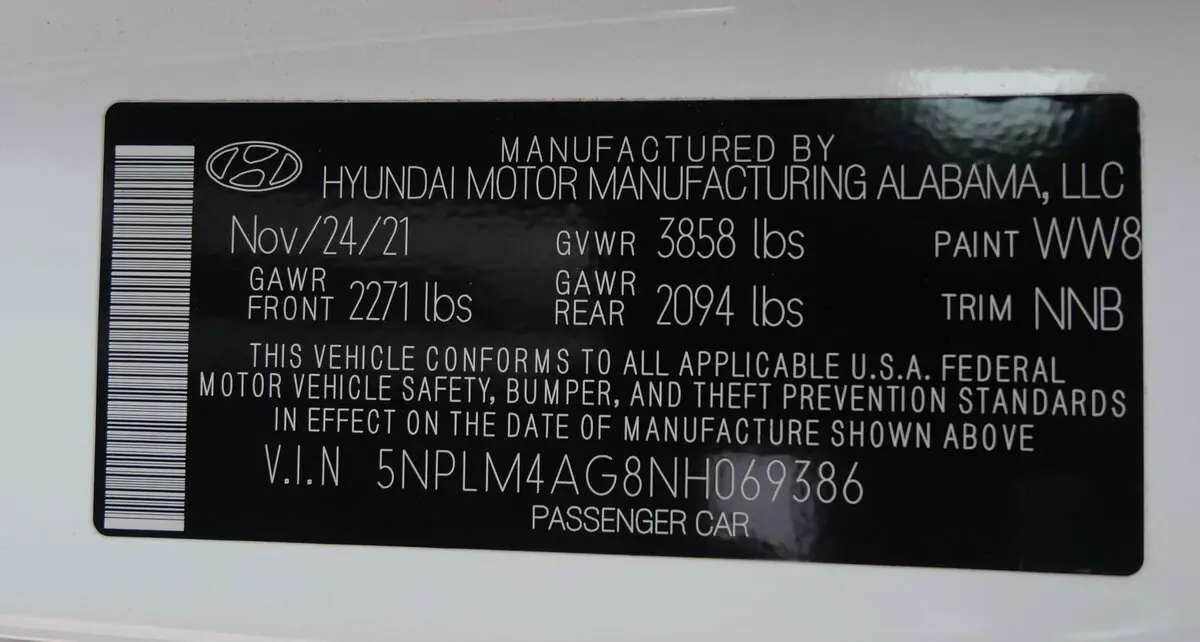 MANUFACTURED BY
HYUNDAI MOTOR MANUFACTURING ALABAMA, LLC
Nov/24/21 GVWR 3858 lbs PAINT WW8
GAWR FRONT 2271 lbs GAWR REAR 2094 lbs TRIM NNB
THIS VEHICLE CONFORMS TO ALL APPLICABLE U.S.A. FEDERAL
MOTOR VEHICLE SAFETY, BUMPER, AND THEFT PREVENTION STANDARDS
IN EFFECT ON THE DATE OF MANUFACTURE SHOWN ABOVE
V.I.N 5NPLM4AG8NH069386
PASSENGER CAR